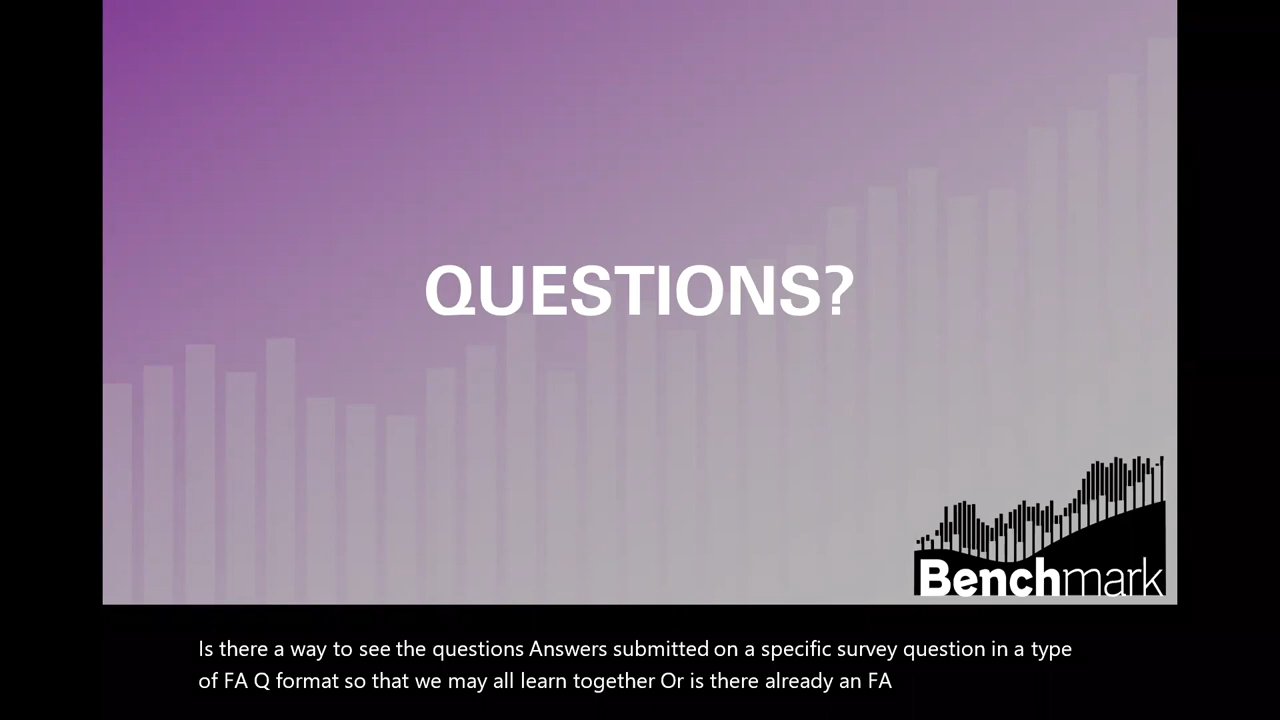 QUESTIONS?
Benchmark
Is there a way to see the questions Answers submitted on a specific survey question in a type
of FA Q format so that we may all learn together Or is there already an FA